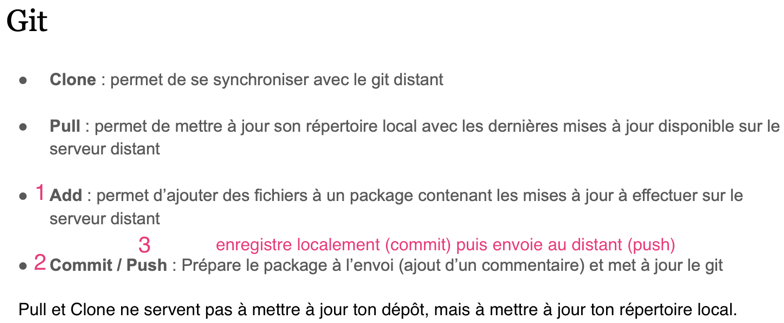 Git
● Clone : permet de se synchroniser avec le git distant
● Pull : permet de mettre à jour son répertoire local avec les dernières mises à jour disponible sur le
serveur distant
● 1 Add : permet d’ajouter des fichiers à un package contenant les mises à jour à effectuer sur le
serveur distant
3 enregistre localement (commit) puis envoie au distant (push)
● 2 Commit / Push : Prépare le package à l’envoi (ajout d’un commentaire) et met à jour le git
Pull et Clone ne servent pas à mettre à jour ton dépôt, mais à mettre à jour ton répertoire local.